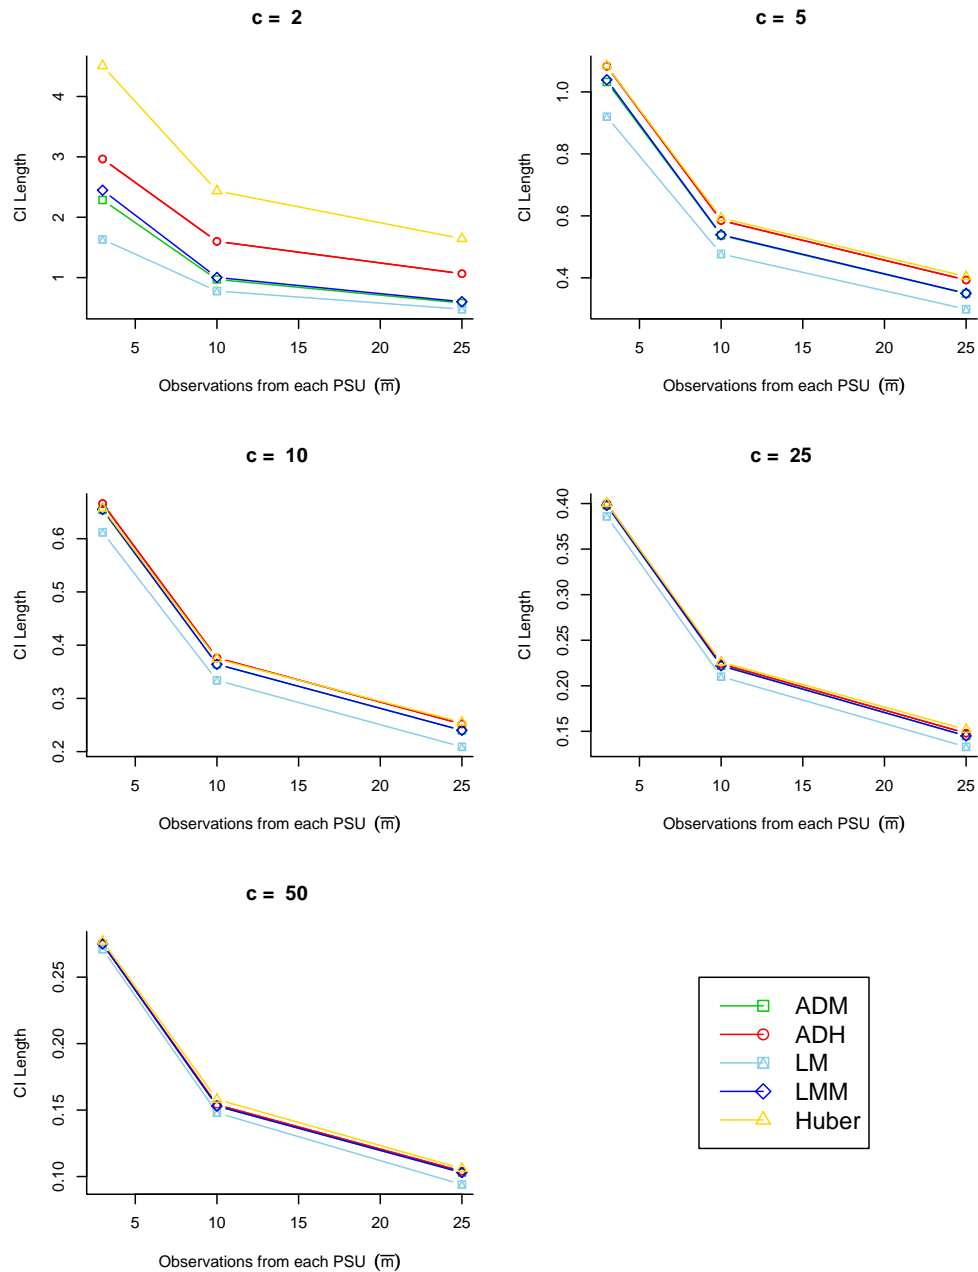 c = 2
4
3
2
1
CI Length
5 10 15 20 25
Observations from each PSU (m̅)
c = 5
1.0
0.8
0.6
0.4
CI Length
5 10 15 20 25
Observations from each PSU (m̅)
c = 10
0.6
0.5
0.4
0.3
0.2
CI Length
5 10 15 20 25
Observations from each PSU (m̅)
c = 25
0.40
0.35
0.30
0.25
0.20
0.15
CI Length
5 10 15 20 25
Observations from each PSU (m̅)
c = 50
0.25
0.20
0.15
0.10
CI Length
5 10 15 20 25
Observations from each PSU (m̅)
ADM
ADH
LM
LMM
Huber